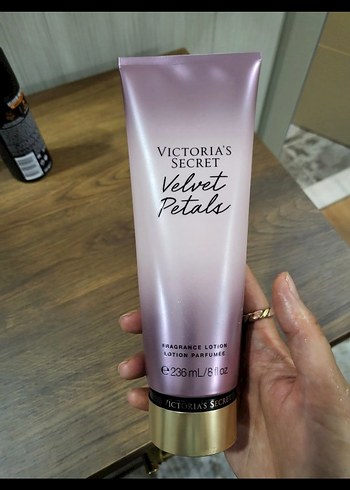 VICTORIA'S
SECRET
Velvet
Petals
FRAGRANCE LOTION
LOTION PARFUMÉE
℮236 mL/8 fl oz
VICTORIA'S SECRET